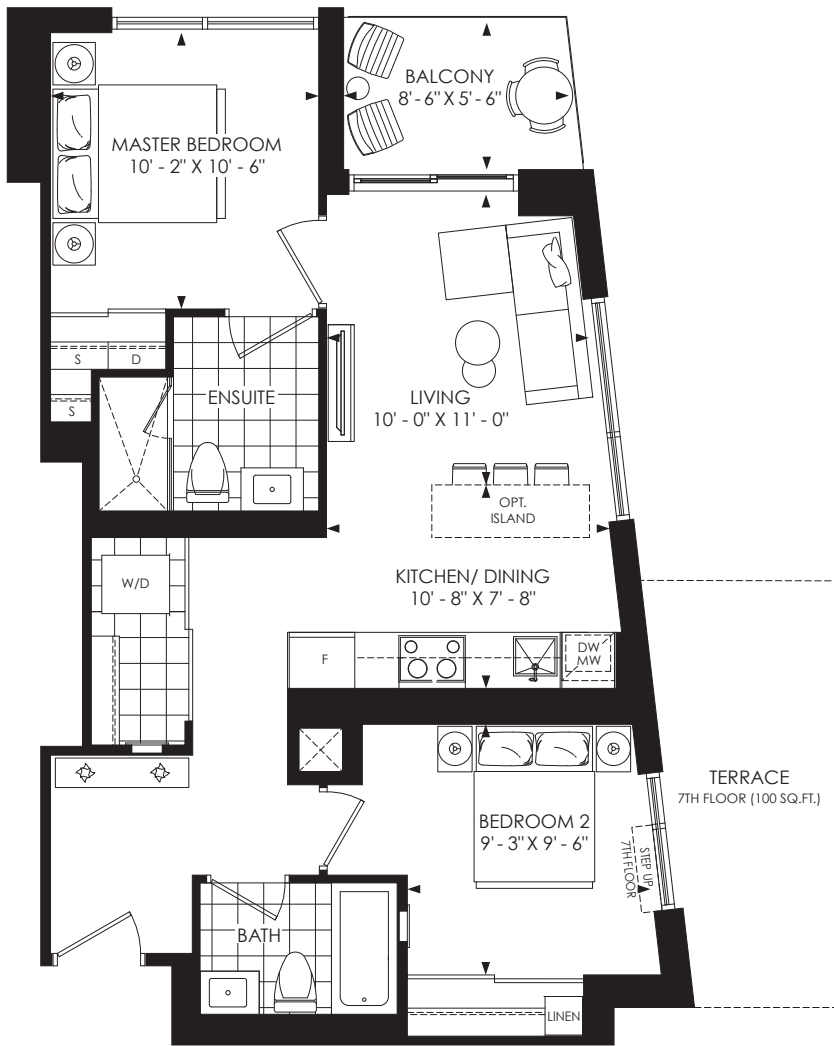 BALCONY
8'- 6" X 5'- 6"
MASTER BEDROOM
10' - 2" X 10' - 6"
S
D
S
ENSUITE
LIVING
10' - 0" X 11' - 0"
OPT.
ISLAND
W/D
KITCHEN/ DINING
10' - 8" X 7' - 8"
F
DW
MW
TERRACE
7TH FLOOR (100 SQ.FT.)
BEDROOM 2
9' - 3" X 9' - 6"
STEP UP
7TH FLOOR
BATH
LINEN